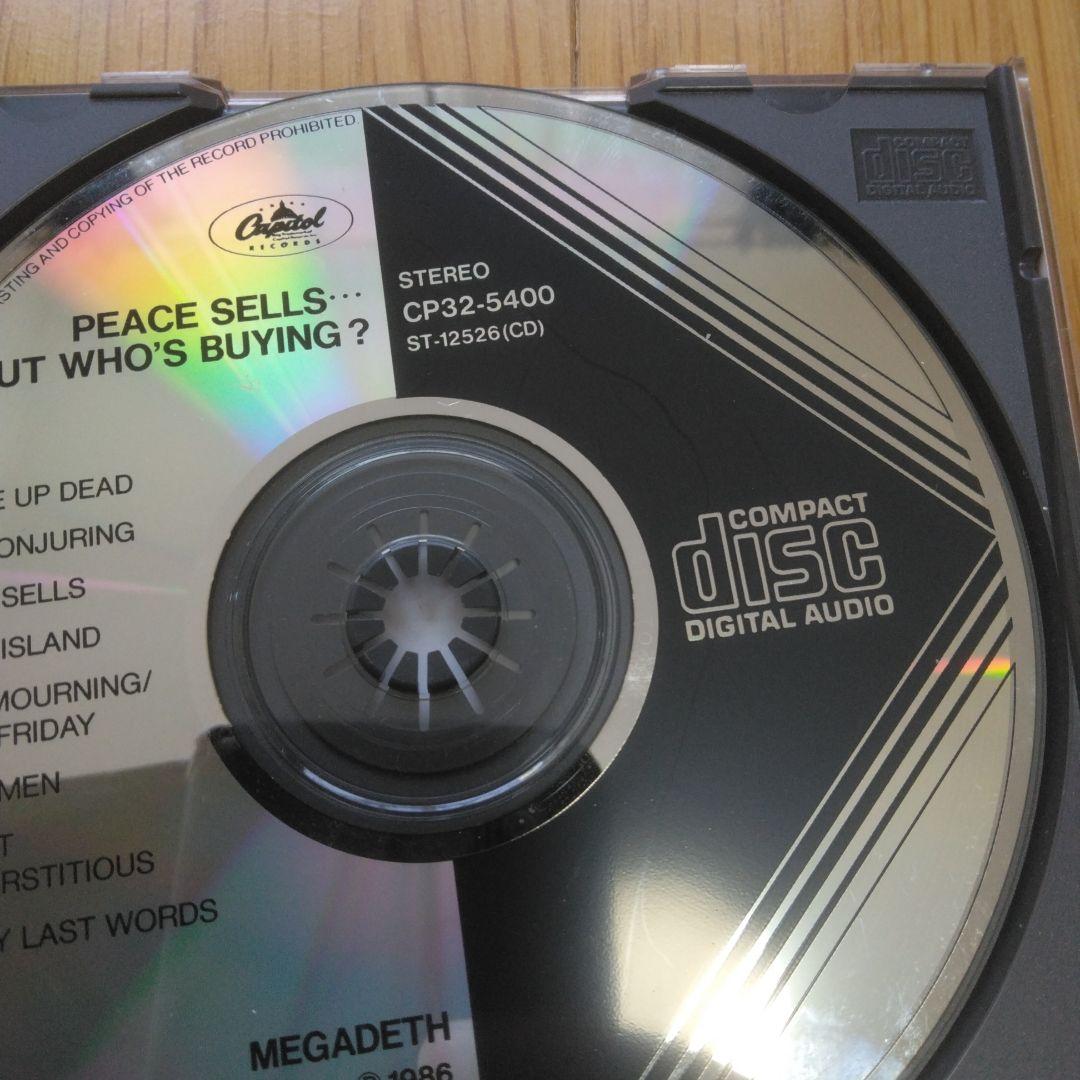 STING AND COPYING OF THE RECORD PROHIBITED.
Capitol
RECORDS
PEACE SELLS…
UT WHO'S BUYING?
STEREO
CP32-5400
ST-12526(CD)
E UP DEAD
ONJURING
SELLS
ISLAND
MOURNING/
FRIDAY
MEN
T
RSTITIOUS
Y LAST WORDS
COMPACT
disc
DIGITAL AUDIO
MEGADETH
Ⓟ 1986
COMPACT
disc
DIGITAL AUDIO